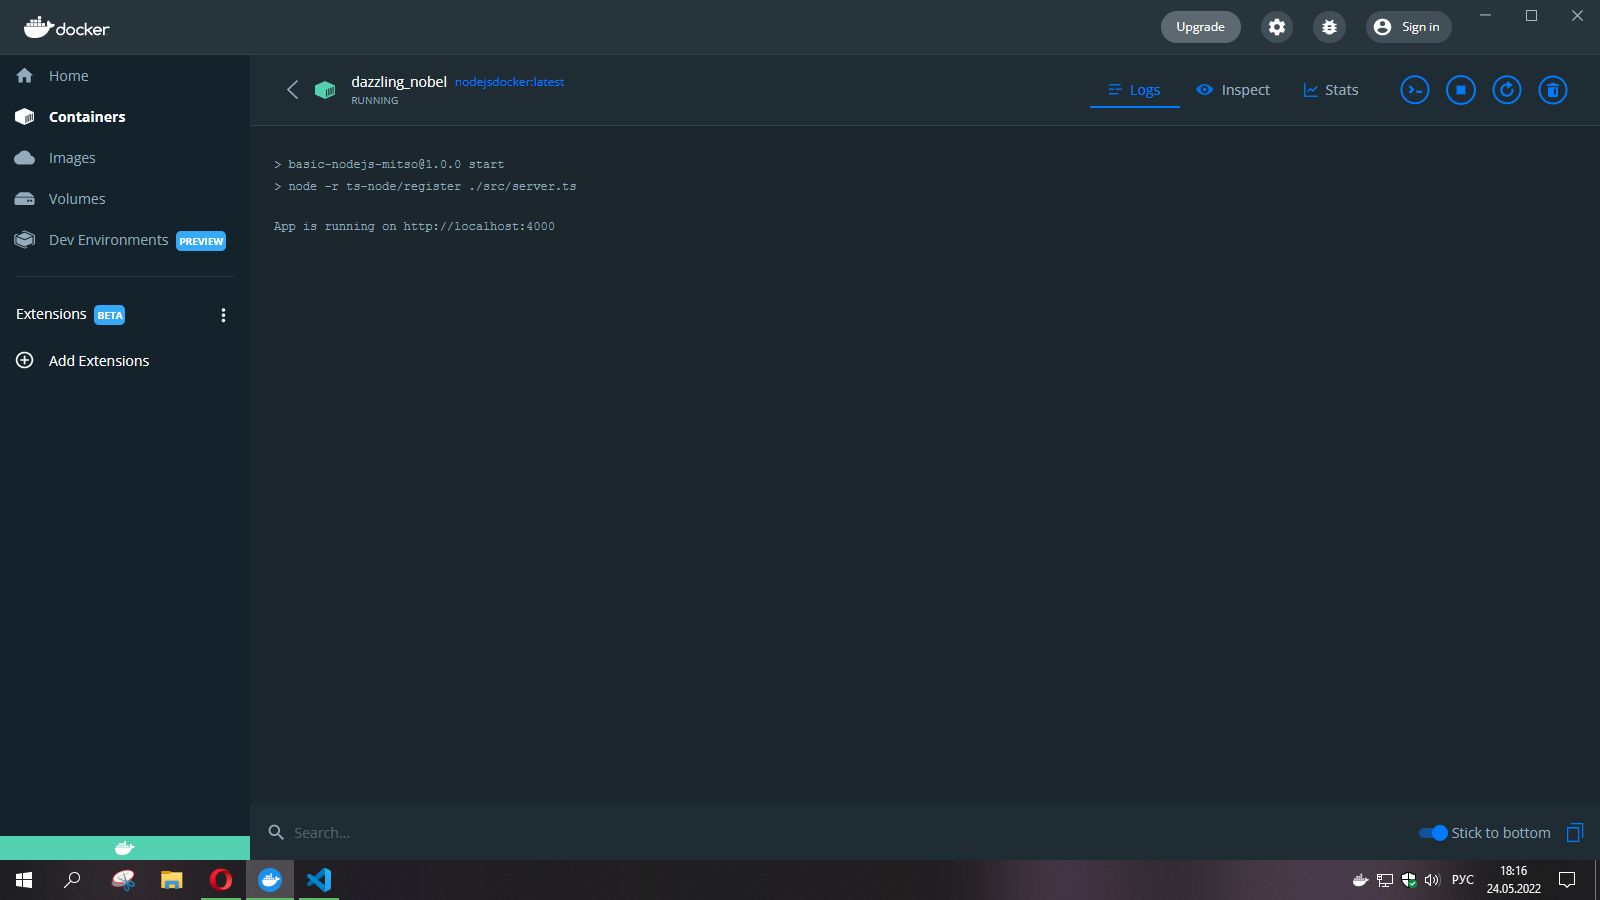 docker
Upgrade
Sign in
Home
Containers
Images
Volumes
Dev Environments PREVIEW
Extensions BETA
Add Extensions
dazzling_nobel nodejsdocker:latest
RUNNING
Logs
Inspect
Stats
> basic-nodejs-mitso@1.0.0 start
> node -r ts-node/register ./src/server.ts
App is running on http://localhost:4000
Search...
Stick to bottom
РУС
18:16
24.05.2022